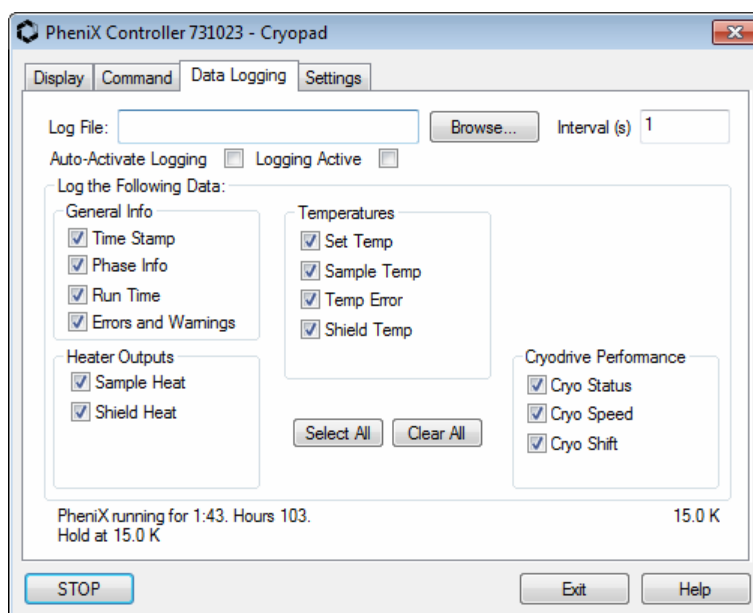 PheniX Controller 731023 - Cryopad
Display Command Data Logging Settings
Log File: Browse... Interval (s) 1
Auto-Activate Logging Logging Active
Log the Following Data:
General Info
Time Stamp
Phase Info
Run Time
Errors and Warnings
Temperatures
Set Temp
Sample Temp
Temp Error
Shield Temp
Heater Outputs
Sample Heat
Shield Heat
Select All Clear All
Cryodrive Performance
Cryo Status
Cryo Speed
Cryo Shift
PheniX running for 1:43. Hours 103. 15.0 K
Hold at 15.0 K
STOP Exit Help